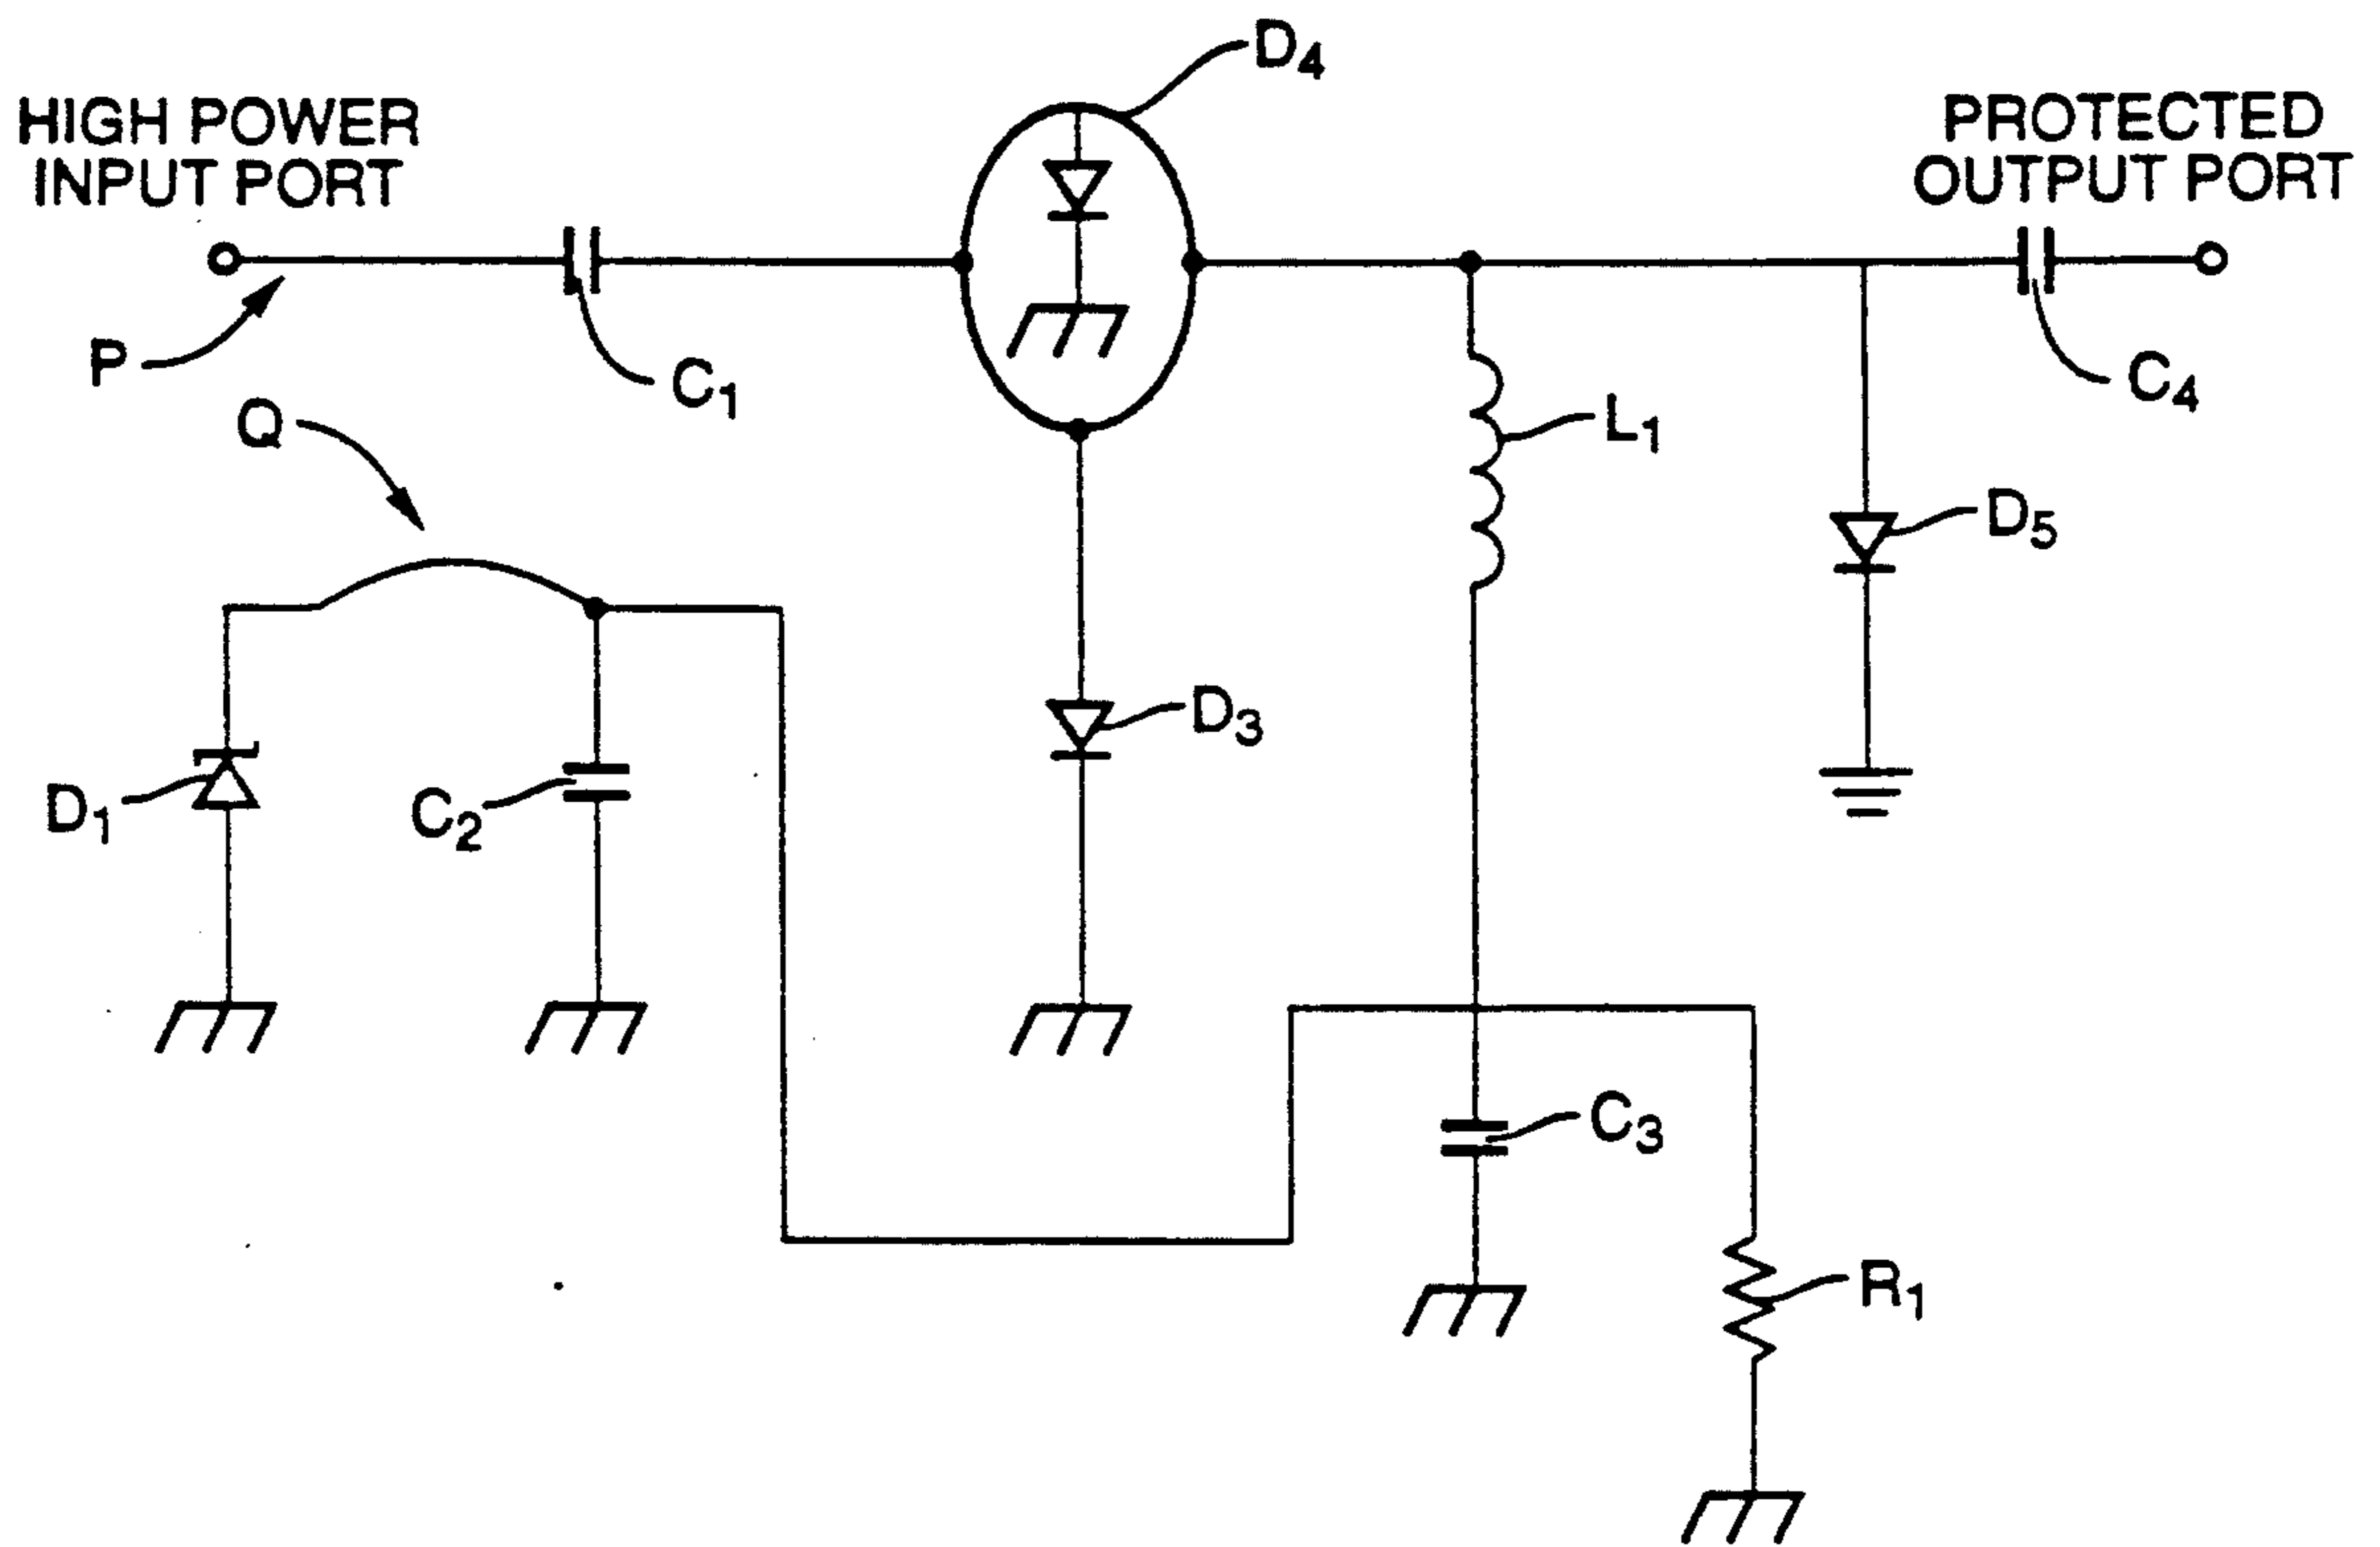 D4
HIGH POWER
INPUT PORT
PROTECTED
OUTPUT PORT
P
C1
C4
Q
L1
D5
D3
D1
C2
C3
R1